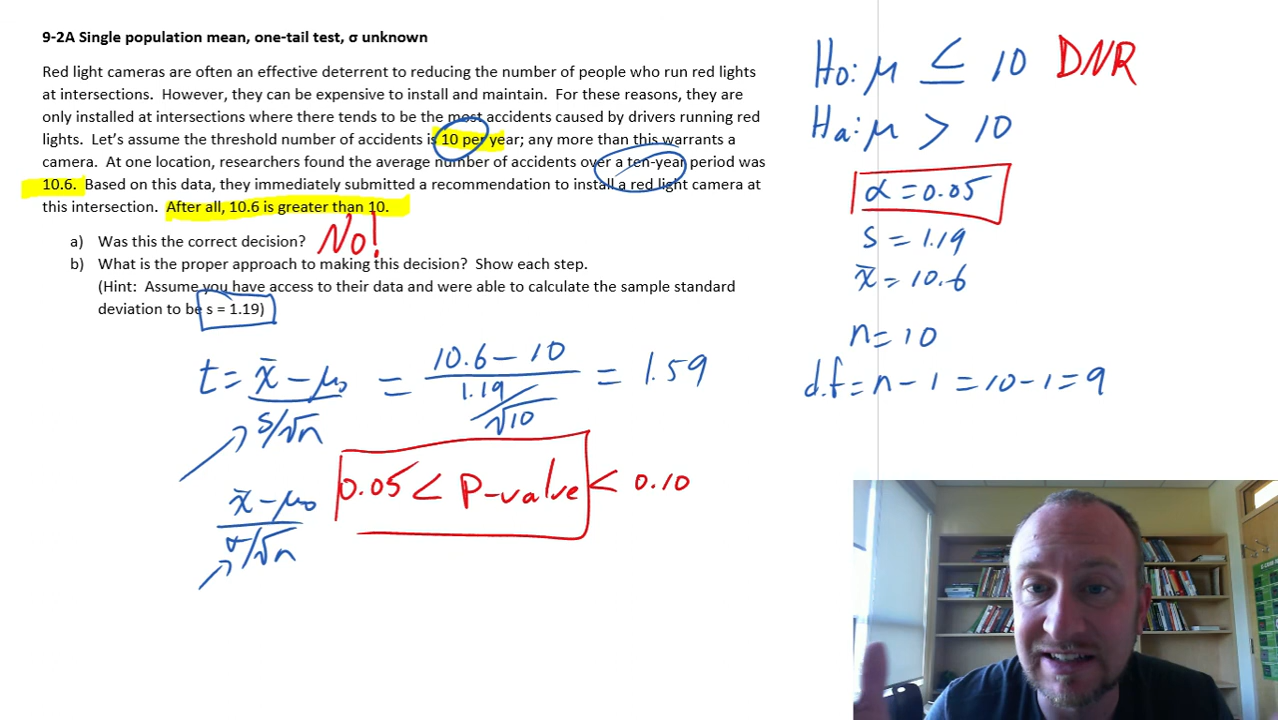 9-2A Single population mean, one-tail test, σ unknown
Red light cameras are often an effective deterrent to reducing the number of people who run red lights
at intersections.  However, they can be expensive to install and maintain.  For these reasons, they are
only installed at intersections where there tends to be the most accidents caused by drivers running red
lights.  Let's assume the threshold number of accidents is 10 per year; any more than this warrants a
camera.  At one location, researchers found the average number of accidents over a ten-year period was
10.6.  Based on this data, they immediately submitted a recommendation to install a red light camera at
this intersection.  After all, 10.6 is greater than 10.
a) Was this the correct decision? No!
b) What is the proper approach to making this decision?  Show each step.
(Hint:  Assume you have access to their data and were able to calculate the sample standard
deviation to be s = 1.19)
t = x̄ - μ₀ / s/√n = 10.6 - 10 / 1.19/√10 = 1.59
x̄ - μ₀ / σ/√n
0.05 < P-value < 0.10
Ho: μ ≤ 10 DNR
Ha: μ > 10
α = 0.05
s = 1.19
x̄ = 10.6
n = 10
d.f = n - 1 = 10 - 1 = 9